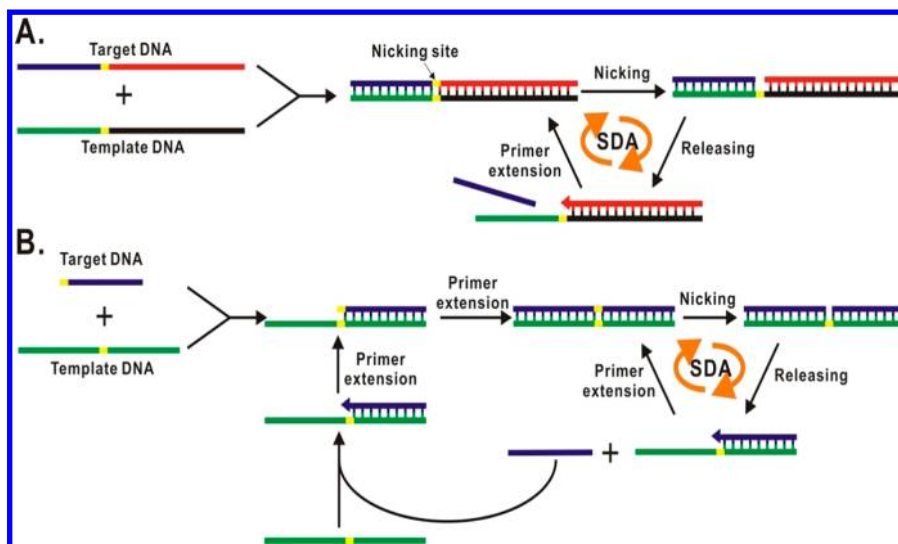 A.
Target DNA
+
Template DNA
Nicking site
Nicking
SDA
Primer
extension
Releasing
B.
Target DNA
+
Template DNA
Primer
extension
Primer
extension
Nicking
SDA
Primer
extension
Releasing
+